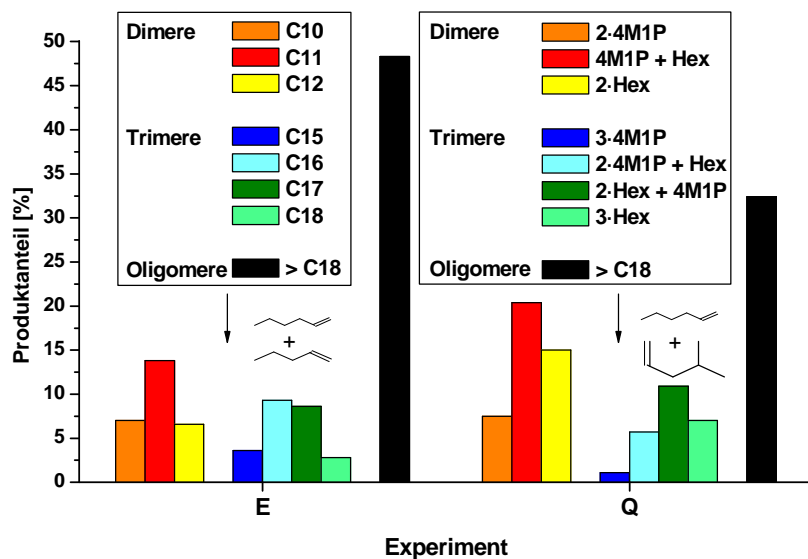 Produktanteil [%]
50
45
40
35
30
25
20
15
10
5
0
Dimere C10
C11
C12
Trimere C15
C16
C17
C18
Oligomere > C18
+
Dimere 2·4M1P
4M1P + Hex
2·Hex
Trimere 3·4M1P
2·4M1P + Hex
2·Hex + 4M1P
3·Hex
Oligomere > C18
+
E Q
Experiment